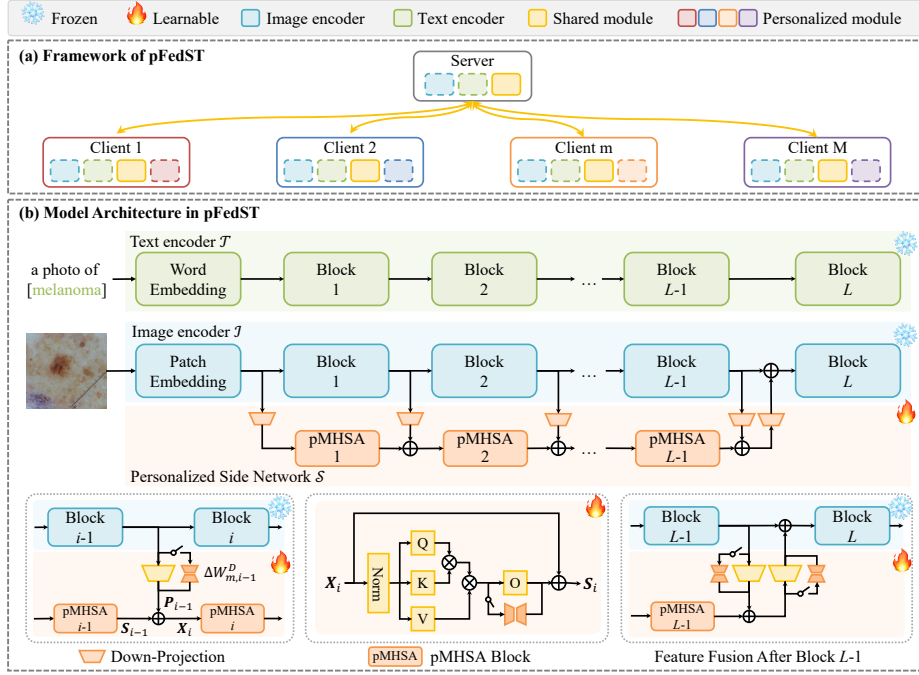 Frozen Learnable Image encoder Text encoder Shared module Personalized module
(a) Framework of pFedST
Server
Client 1 Client 2 Client m Client M
(b) Model Architecture in pFedST
Text encoder 𝒯
a photo of
[melanoma]
Word
Embedding
Block
1
Block
2
...
Block
L-1
Block
L
Image encoder ℐ
Patch
Embedding
Block
1
Block
2
...
Block
L-1
Block
L
pMHSA
1
pMHSA
2
...
pMHSA
L-1
Personalized Side Network 𝒮
Block
i-1
Block
i
ΔW^D_{m,i-1}
P_{i-1}
pMHSA
i-1
S_{i-1}
X_i
pMHSA
i
Down-Projection
X_i
Norm
Q
K
V
O
S_i
pMHSA pMHSA Block
Block
L-1
Block
L
pMHSA
L-1
Feature Fusion After Block L-1